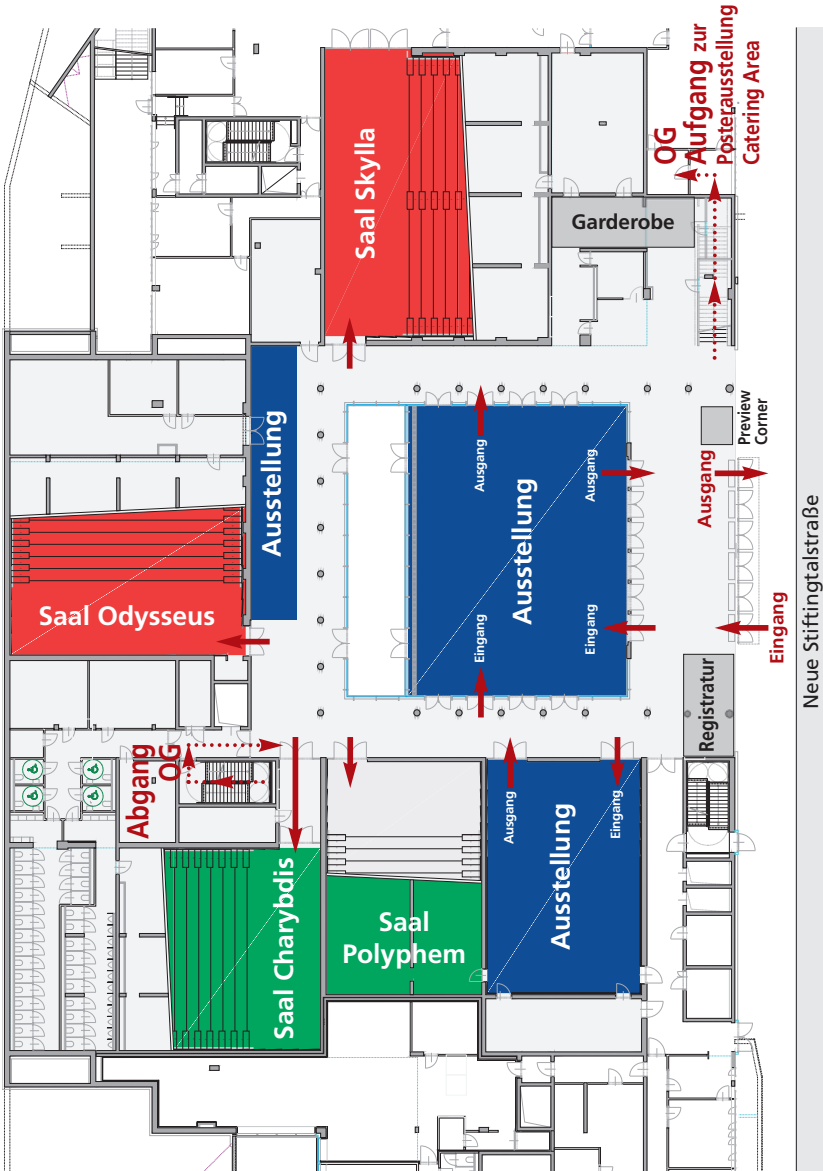 OG
Aufgang zur
Posterausstellung
Catering Area
Saal Skylla
Garderobe
Ausstellung
Preview
Corner
Ausgang
Ausgang
Ausgang
Ausstellung
Saal Odysseus
Eingang
Eingang
Eingang
Neue Stiftingtalstraße
Registratur
Abgang
OG
Ausgang
Eingang
Ausstellung
Saal Charybdis
Saal
Polyphem